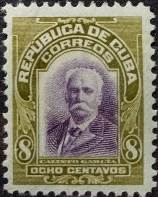 REPUBLICA DE CUBA
CORREOS
CALIXTO GARCIA
8 8
OCHO CENTAVOS